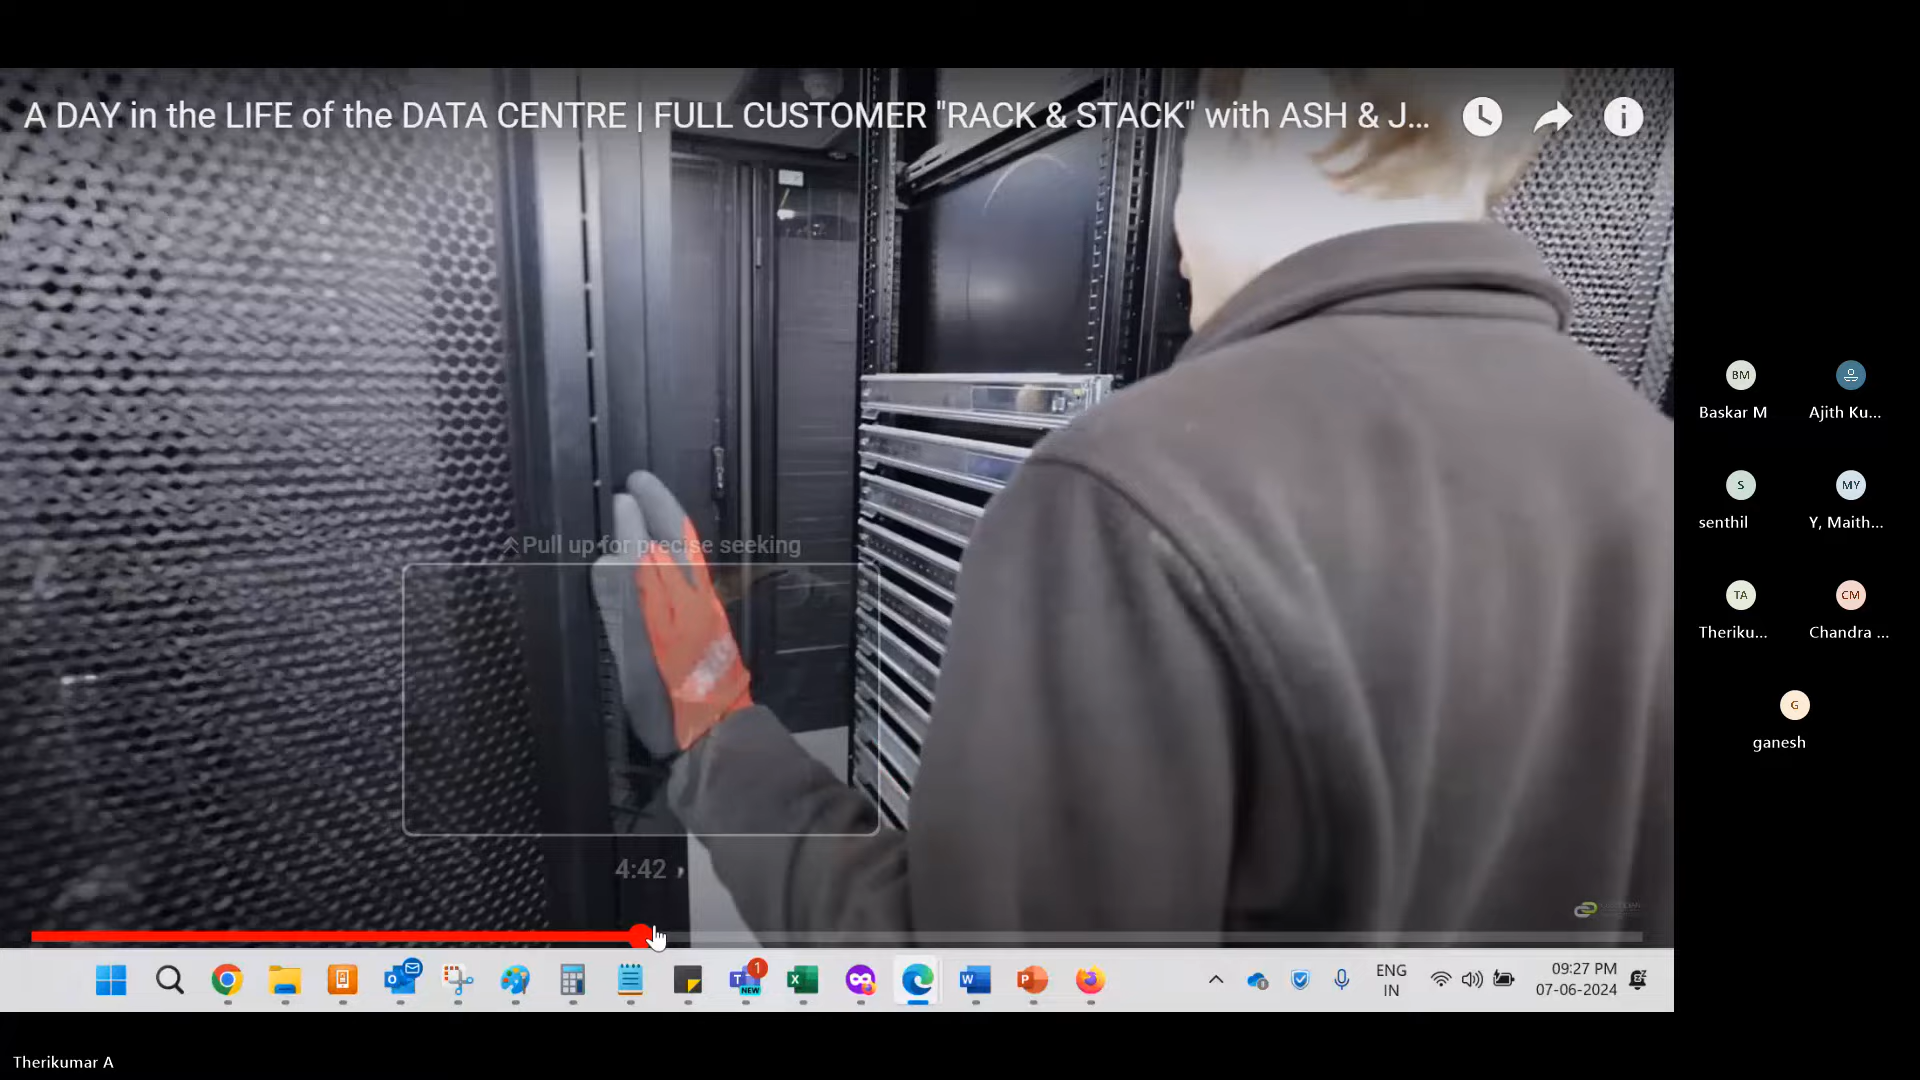 A DAY in the LIFE of the DATA CENTRE | FULL CUSTOMER "RACK & STACK" with ASH & J...
BM
Baskar M
Ajith Ku...
S
senthil
MY
Y, Maith...
Pull up for precise seeking
TA
Theriku...
CM
Chandra ...
G
ganesh
4:42
1
NEW
ENG
IN
09:27 PM
07-06-2024
Therikumar A